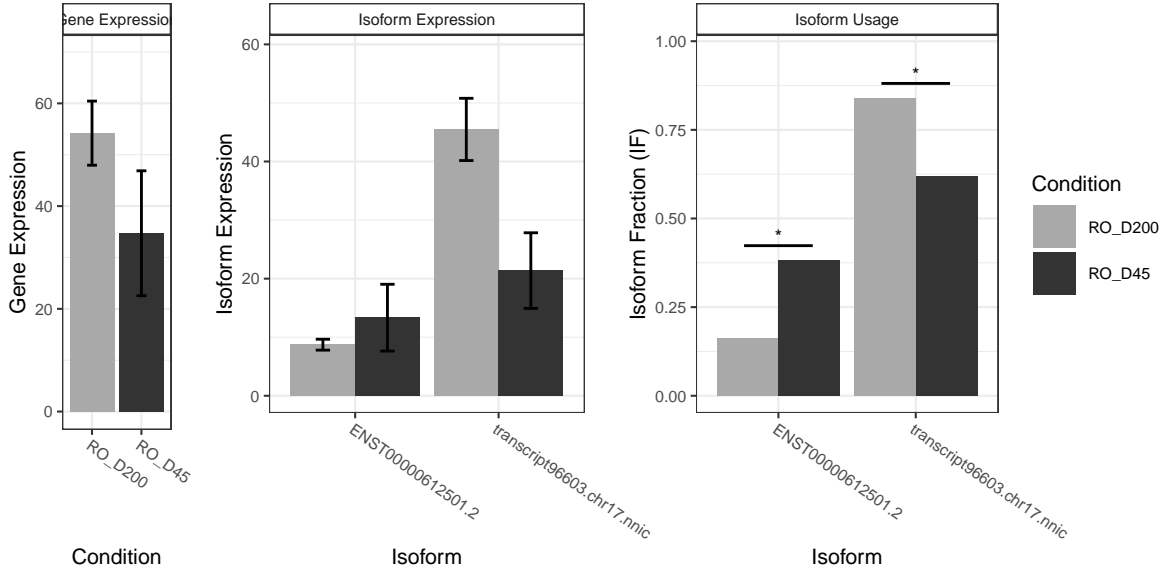 Gene Expression
Isoform Expression
Isoform Usage
Gene Expression
60
40
20
0
RO_D200
RO_D45
Condition
Isoform Expression
60
40
20
0
ENST00000612501.2
transcript96603.chr17.nnic
Isoform
Isoform Fraction (IF)
1.00
0.75
0.50
0.25
0.00
*
*
ENST00000612501.2
transcript96603.chr17.nnic
Isoform
Condition
RO_D200
RO_D45